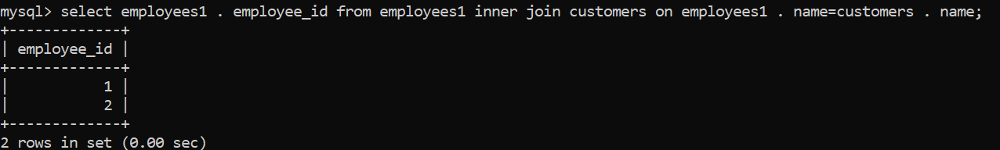 mysql> select employees1 . employee_id from employees1 inner join customers on employees1 . name=customers . name;
+-------------+
| employee_id |
+-------------+
|           1 |
|           2 |
+-------------+
2 rows in set (0.00 sec)